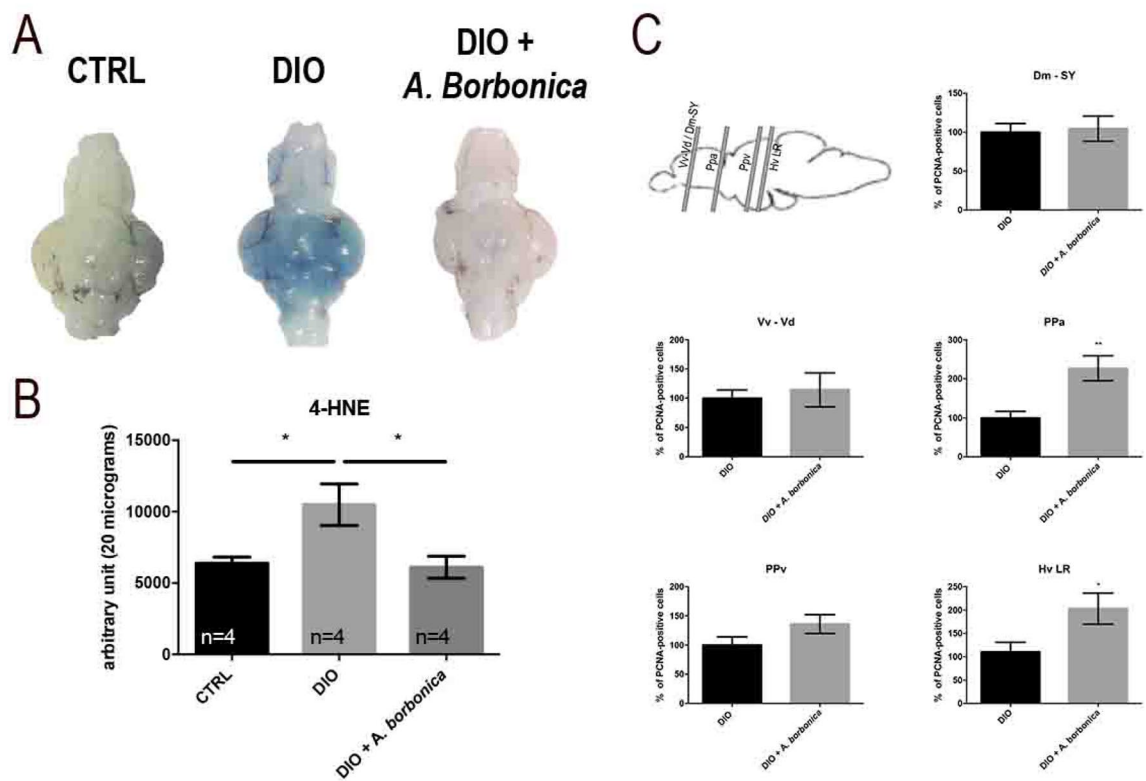 A
CTRL
DIO
DIO +
A. Borbonica
B
4-HNE
arbitrary unit (20 micrograms)
15000
10000
5000
0
*
*
n=4
n=4
n=4
CTRL
DIO
DIO + A. borbonica
C
Vv-Vd / Dm-SY
Ppa
Ppv
Hv LR
Dm - SY
% of PCNA-positive cells
150
100
50
0
DIO
DIO + A. borbonica
Vv - Vd
% of PCNA-positive cells
200
150
100
50
0
DIO
DIO + A. borbonica
PPa
% of PCNA-positive cells
300
200
100
0
**
DIO
DIO + A. borbonica
PPv
% of PCNA-positive cells
200
150
100
50
0
DIO
DIO + A. borbonica
Hv LR
% of PCNA-positive cells
250
200
150
100
50
0
*
DIO
DIO + A. borbonica